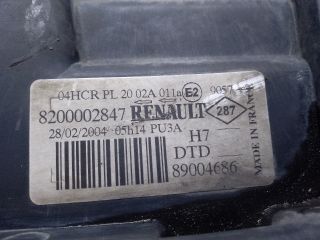 04HCR PL 20 02A 011a E2 9057
8200002847 RENAULT 287
28/02/2004 05h14 PU3A H7
DTD
89004686
MADE IN FRANCE